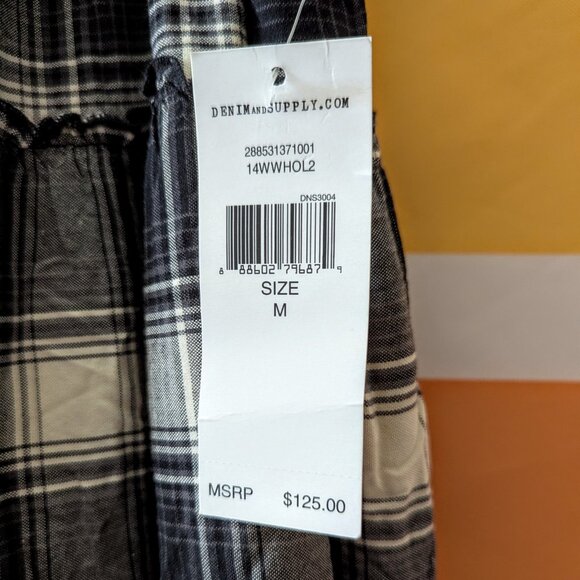 DENIMANDSUPPLY.COM
288531371001
14WWHOL2
DNS3004
8 88602 79687 9
SIZE
M
MSRP $125.00